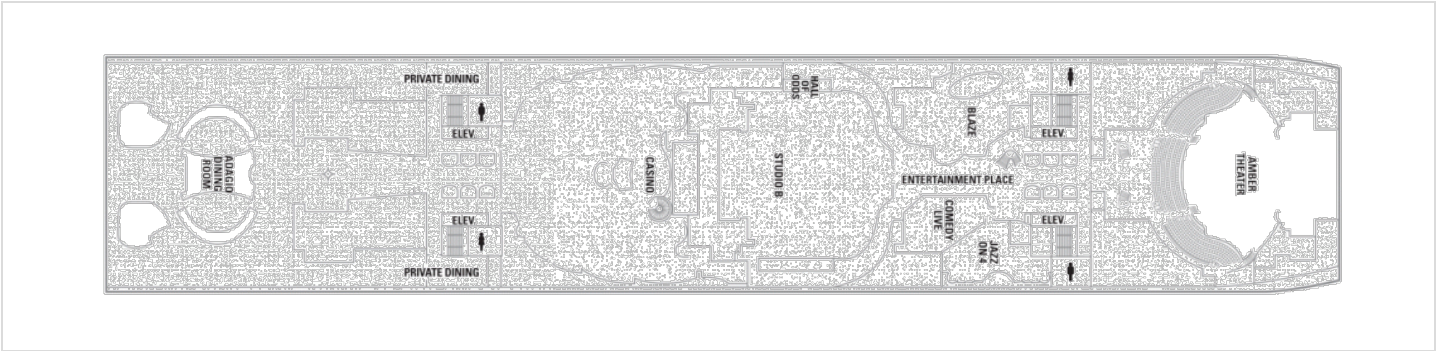 PRIVATE DINING
ELEV.
ADAGIO
DINING
ROOM
ELEV.
PRIVATE DINING
CASINO
STUDIO B
HALL
OF
ODDS
BLAZE
ENTERTAINMENT PLACE
COMEDY
LIVE
JAZZ
ON 4
ELEV.
ELEV.
AMBER
THEATER